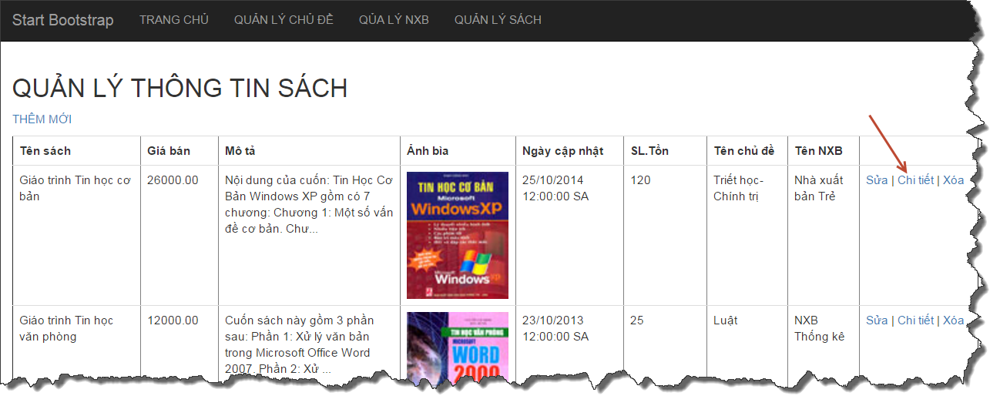 Start Bootstrap TRANG CHỦ QUẢN LÝ CHỦ ĐỀ QỦA LÝ NXB QUẢN LÝ SÁCH
QUẢN LÝ THÔNG TIN SÁCH
THÊM MỚI
Tên sách Giá bán Mô tả Ảnh bìa Ngày cập nhật SL.Tồn Tên chủ đề Tên NXB
Giáo trình Tin học cơ
bản
26000.00
Nội dung của cuốn: Tin Học Cơ
Bản Windows XP gồm có 7
chương: Chương 1: Một số vấn
đề cơ bản. Chư...
TIN HỌC CƠ BẢN
Microsoft
WindowsXP
Microsoft
Windows xp
25/10/2014
12:00:00 SA
120
Triết học-
Chính trị
Nhà xuất
bản Trẻ
Sửa | Chi tiết | Xóa
Giáo trình Tin học
văn phòng
12000.00
Cuốn sách này gồm 3 phần
sau: Phần 1: Xử lý văn bản
trong Microsoft Office Word
2007. Phần 2: Xử ...
TIN HỌC VĂN PHÒNG
MICROSOFT
WORD
2000
23/10/2013
12:00:00 SA
25
Luật
NXB
Thống kê
Sửa | Chi tiết | Xóa